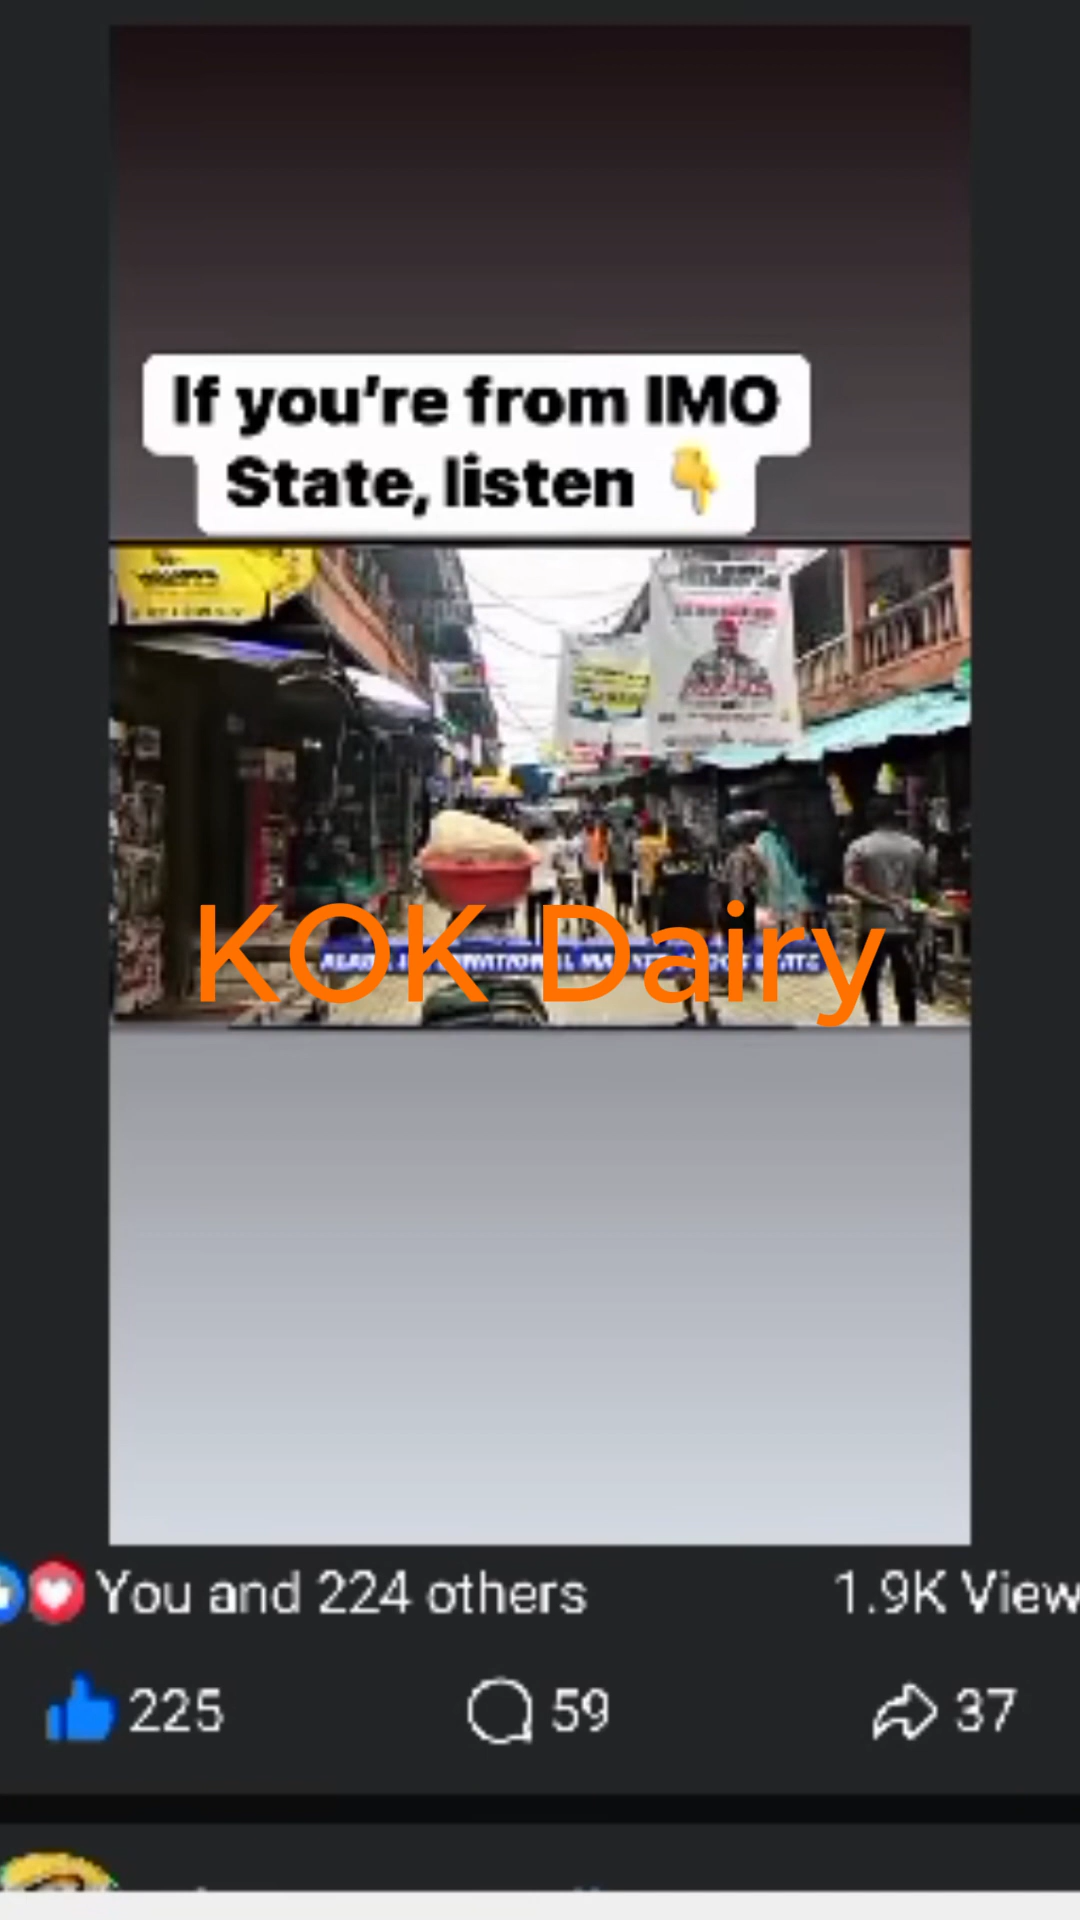 If you're from IMO
State, listen 👇
KOK Dairy
You and 224 others
1.9K View
225
59
37